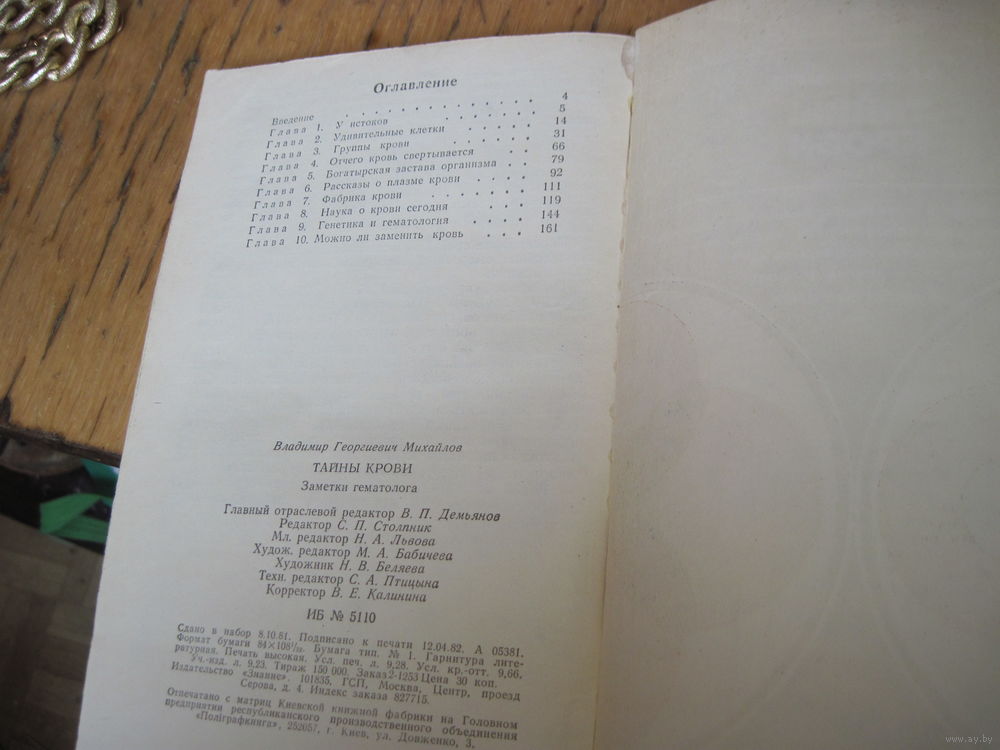 Оглавление
Введение . . . . . . . . . . 4
Глава 1. У истоков . . . . . . 5
Глава 2. Удивительные клетки . . . . . 14
Глава 3. Группы крови . . . . . 31
Глава 4. Отчего кровь свертывается . . 66
Глава 5. Богатырская застава организма . . 79
Глава 6. Рассказы о плазме крови . . . . 92
Глава 7. Фабрика крови . . . . . . 111
Глава 8. Наука о крови сегодня . . . 119
Глава 9. Генетика и гематология . . . . 144
Глава 10. Можно ли заменить кровь . . . 161
Владимир Георгиевич Михайлов
ТАЙНЫ КРОВИ
Заметки гематолога
Главный отраслевой редактор В. П. Демьянов
Редактор С. П. Столпник
Мл. редактор Н. А. Львова
Худож. редактор М. А. Бабичева
Художник Н. В. Беляева
Техн. редактор С. А. Птицына
Корректор В. Е. Калинина
ИБ № 5110
Сдано в набор 8.10.81. Подписано к печати 12.04.82. А 05381.
Формат бумаги 84×108¹/₃₂. Бумага тип. № 1. Гарнитура лите-
ратурная. Печать высокая. Усл. печ. л. 9,28. Усл. кр.-отт. 9,66.
Уч.-изд. л. 9,23. Тираж 150 000. Заказ 2-1253 Цена 30 коп.
Издательство «Знание». 101835, ГСП, Москва, Центр, проезд
Серова, д. 4. Индекс заказа 827715.
Отпечатано с матриц Киевской книжной фабрики на Головном
предприятии республиканского производственного объединения
«Полiграфкнига», 252057, г. Киев, ул. Довженко, 3.
www.ay.by